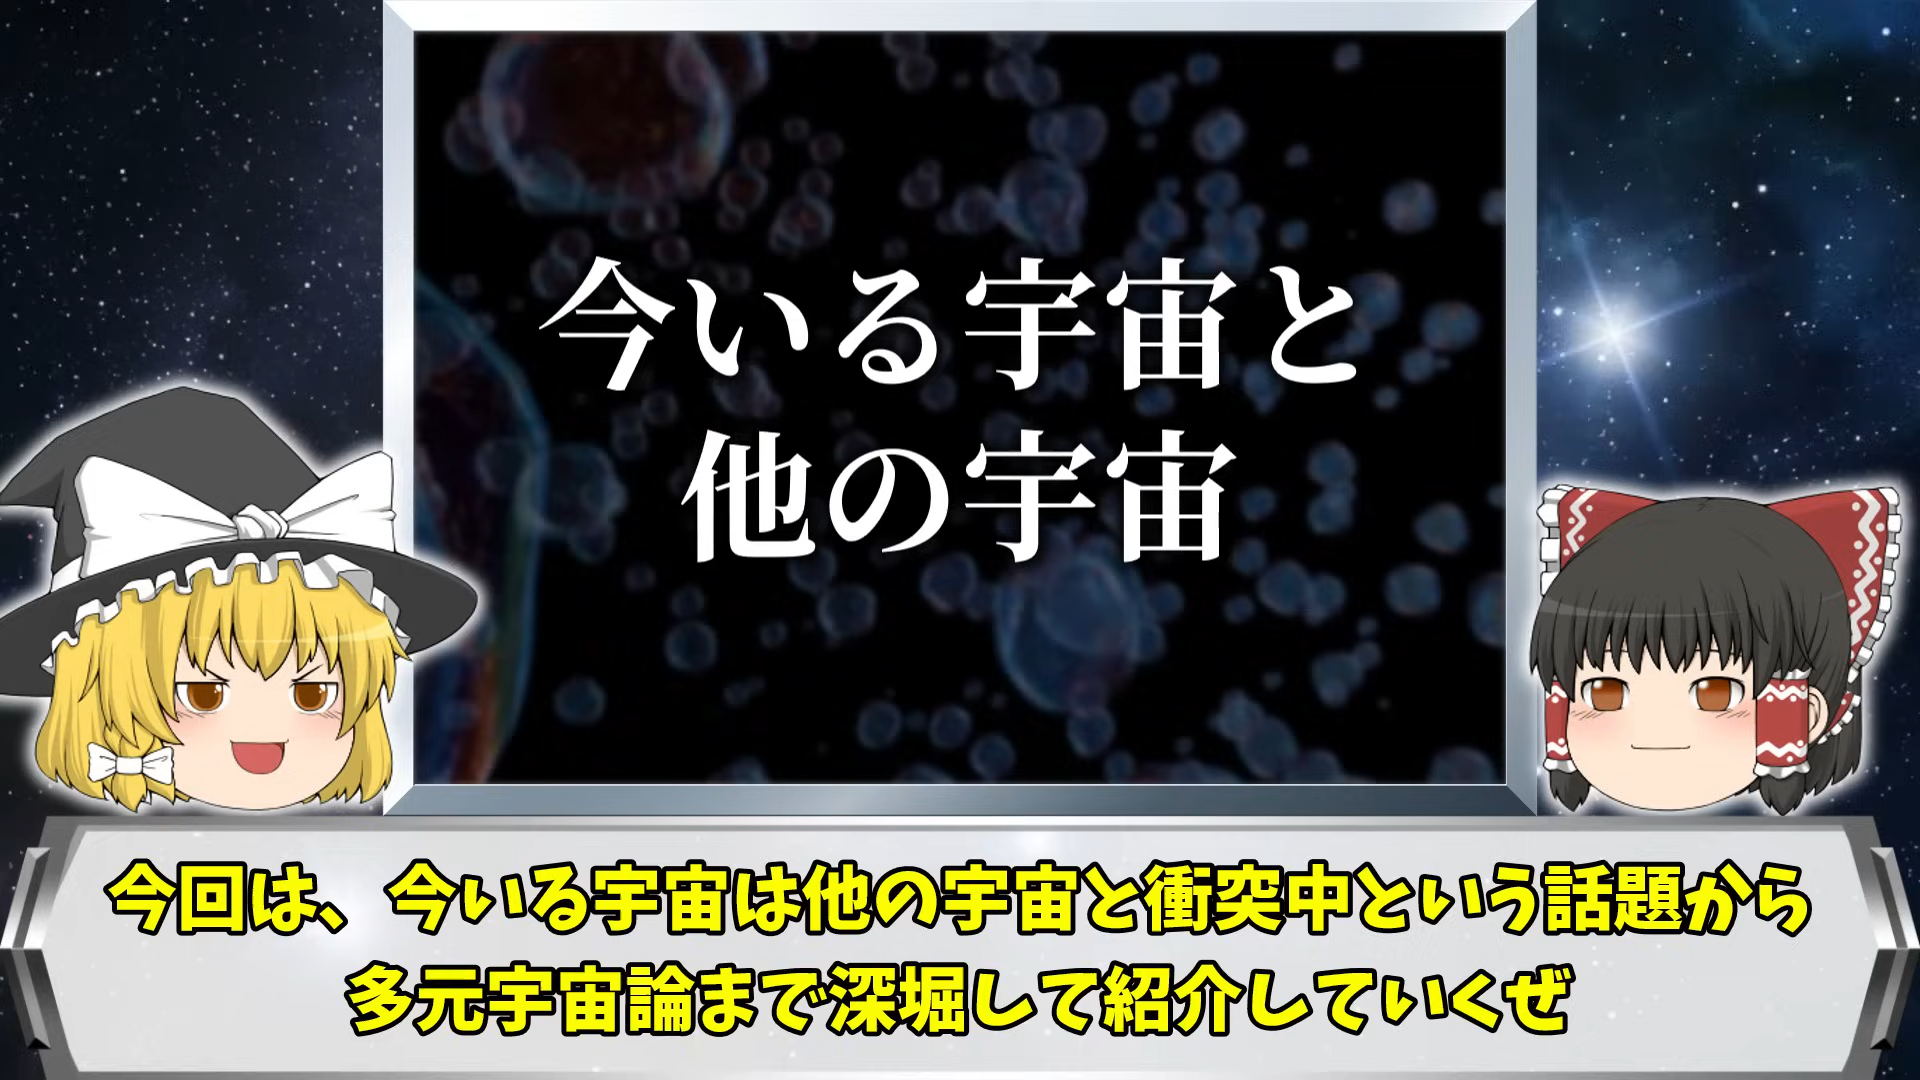 今いる宇宙と
他の宇宙
今回は、今いる宇宙は他の宇宙と衝突中という話題から
多元宇宙論まで深堀して紹介していくぜ